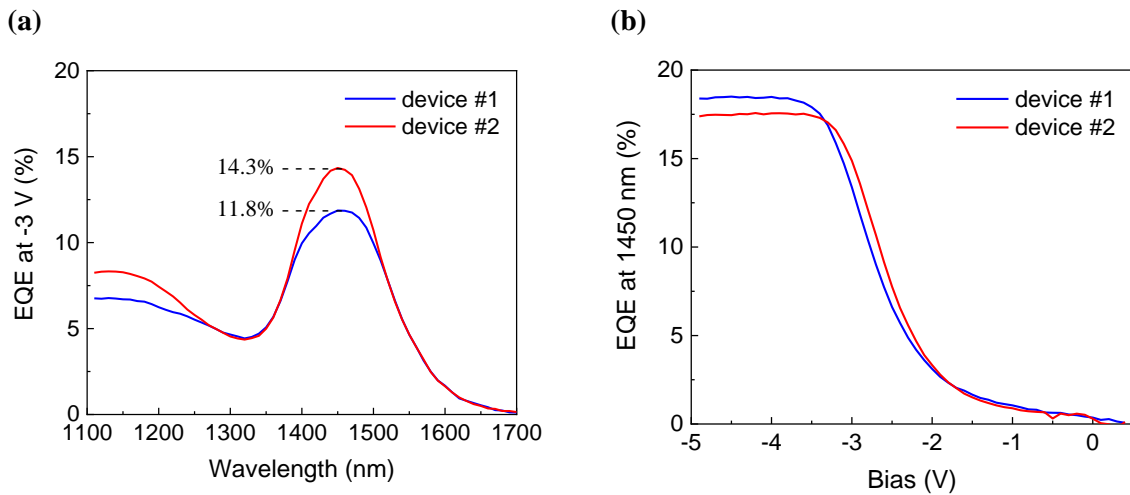 (a)
20
15
10
5
0
EQE at -3 V (%)
device #1
device #2
14.3%
11.8%
1100 1200 1300 1400 1500 1600 1700
Wavelength (nm)
(b)
20
15
10
5
0
EQE at 1450 nm (%)
device #1
device #2
-5 -4 -3 -2 -1 0
Bias (V)